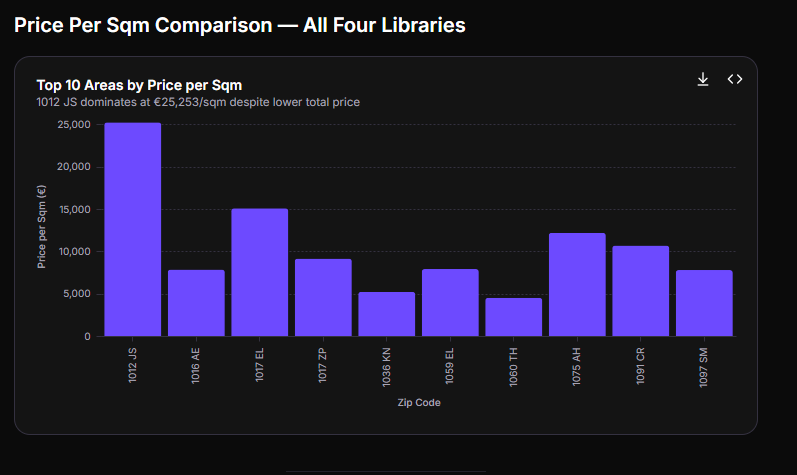 Price Per Sqm Comparison — All Four Libraries
Top 10 Areas by Price per Sqm
1012 JS dominates at €25,253/sqm despite lower total price
Price per Sqm (€)
25,000
20,000
15,000
10,000
5,000
0
1012 JS
1016 AE
1017 EL
1017 ZP
1036 KN
1059 EL
1060 TH
1075 AH
1091 CR
1097 SM
Zip Code